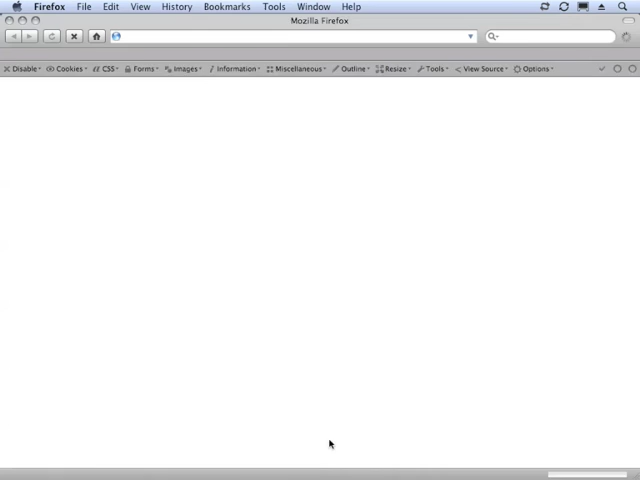 Firefox File Edit View History Bookmarks Tools Window Help
Mozilla Firefox
Disable Cookies CSS Forms Images Information Miscellaneous Outline Resize Tools View Source Options